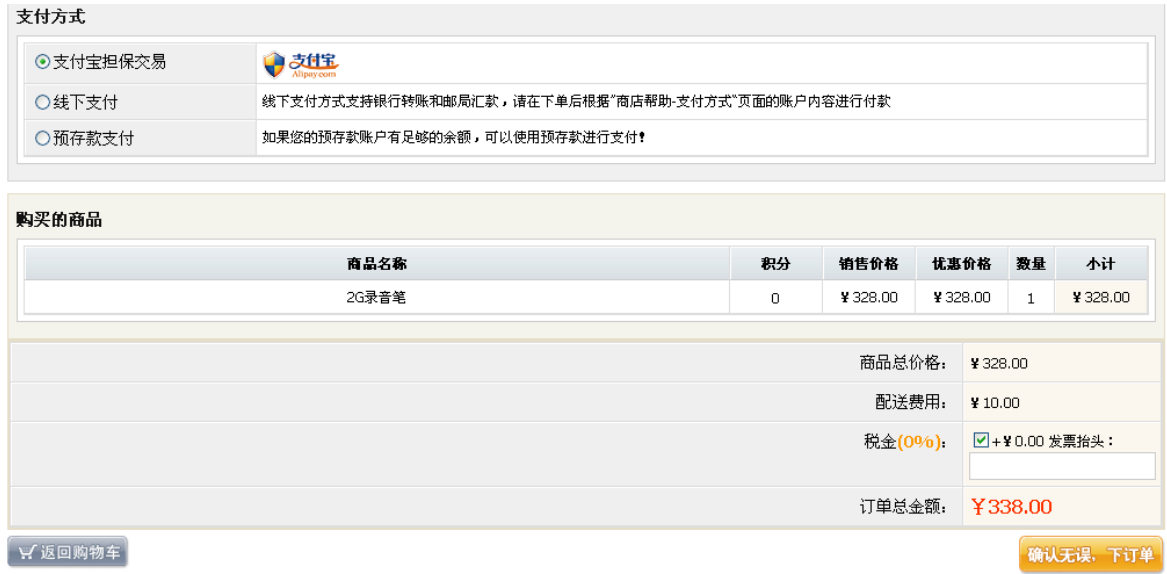 支付方式
支付宝担保交易 支付宝 Alipay.com
线下支付 线下支付方式支持银行转账和邮局汇款，请在下单后根据"商店帮助-支付方式"页面的账户内容进行付款
预存款支付 如果您的预存款账户有足够的余额，可以使用预存款进行支付！
购买的商品
商品名称 积分 销售价格 优惠价格 数量 小计
2G录音笔 0 ￥328.00 ￥328.00 1 ￥328.00
商品总价格： ￥328.00
配送费用： ￥10.00
税金(0%)： +￥0.00 发票抬头：
订单总金额： ￥338.00
返回购物车 确认无误，下订单